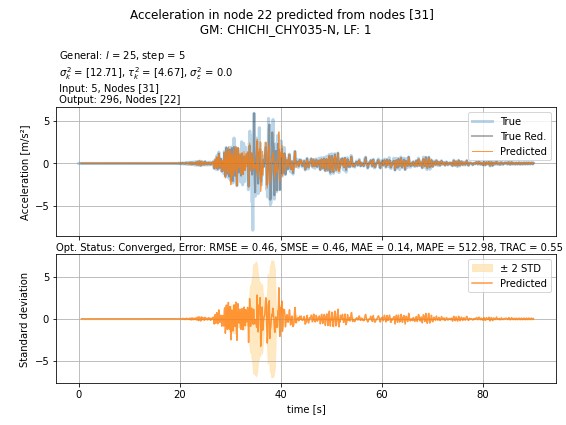 Acceleration in node 22 predicted from nodes [31]
GM: CHICHI_CHY035-N, LF: 1
General: l = 25, step = 5
σ²ₖ = [12.71], τ²ₖ = [4.67], σ²ε = 0.0
Input: 5, Nodes [31]
Output: 296, Nodes [22]
Acceleration [m/s²]
5
0
−5
True
True Red.
Predicted
Opt. Status: Converged, Error: RMSE = 0.46, SMSE = 0.46, MAE = 0.14, MAPE = 512.98, TRAC = 0.55
Standard deviation
5
0
−5
± 2 STD
Predicted
0 20 40 60 80
time [s]